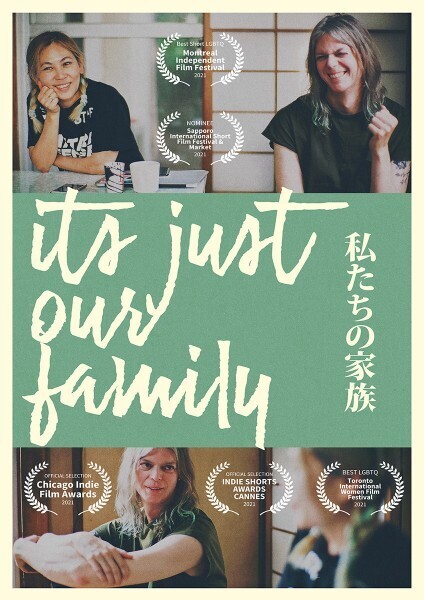 Best Short LGBTQ
Montreal
Independent
Film Festival
2021
NOMINEE
Sapporo
International Short
Film Festival &
Market
2021
its just
our
family
私たちの家族
OFFICIAL SELECTION
Chicago Indie
Film Awards
2021
OFFICIAL SELECTION
INDIE SHORTS
AWARDS
CANNES
2021
BEST LGBTQ
Toronto
International
Women Film
Festival
2021